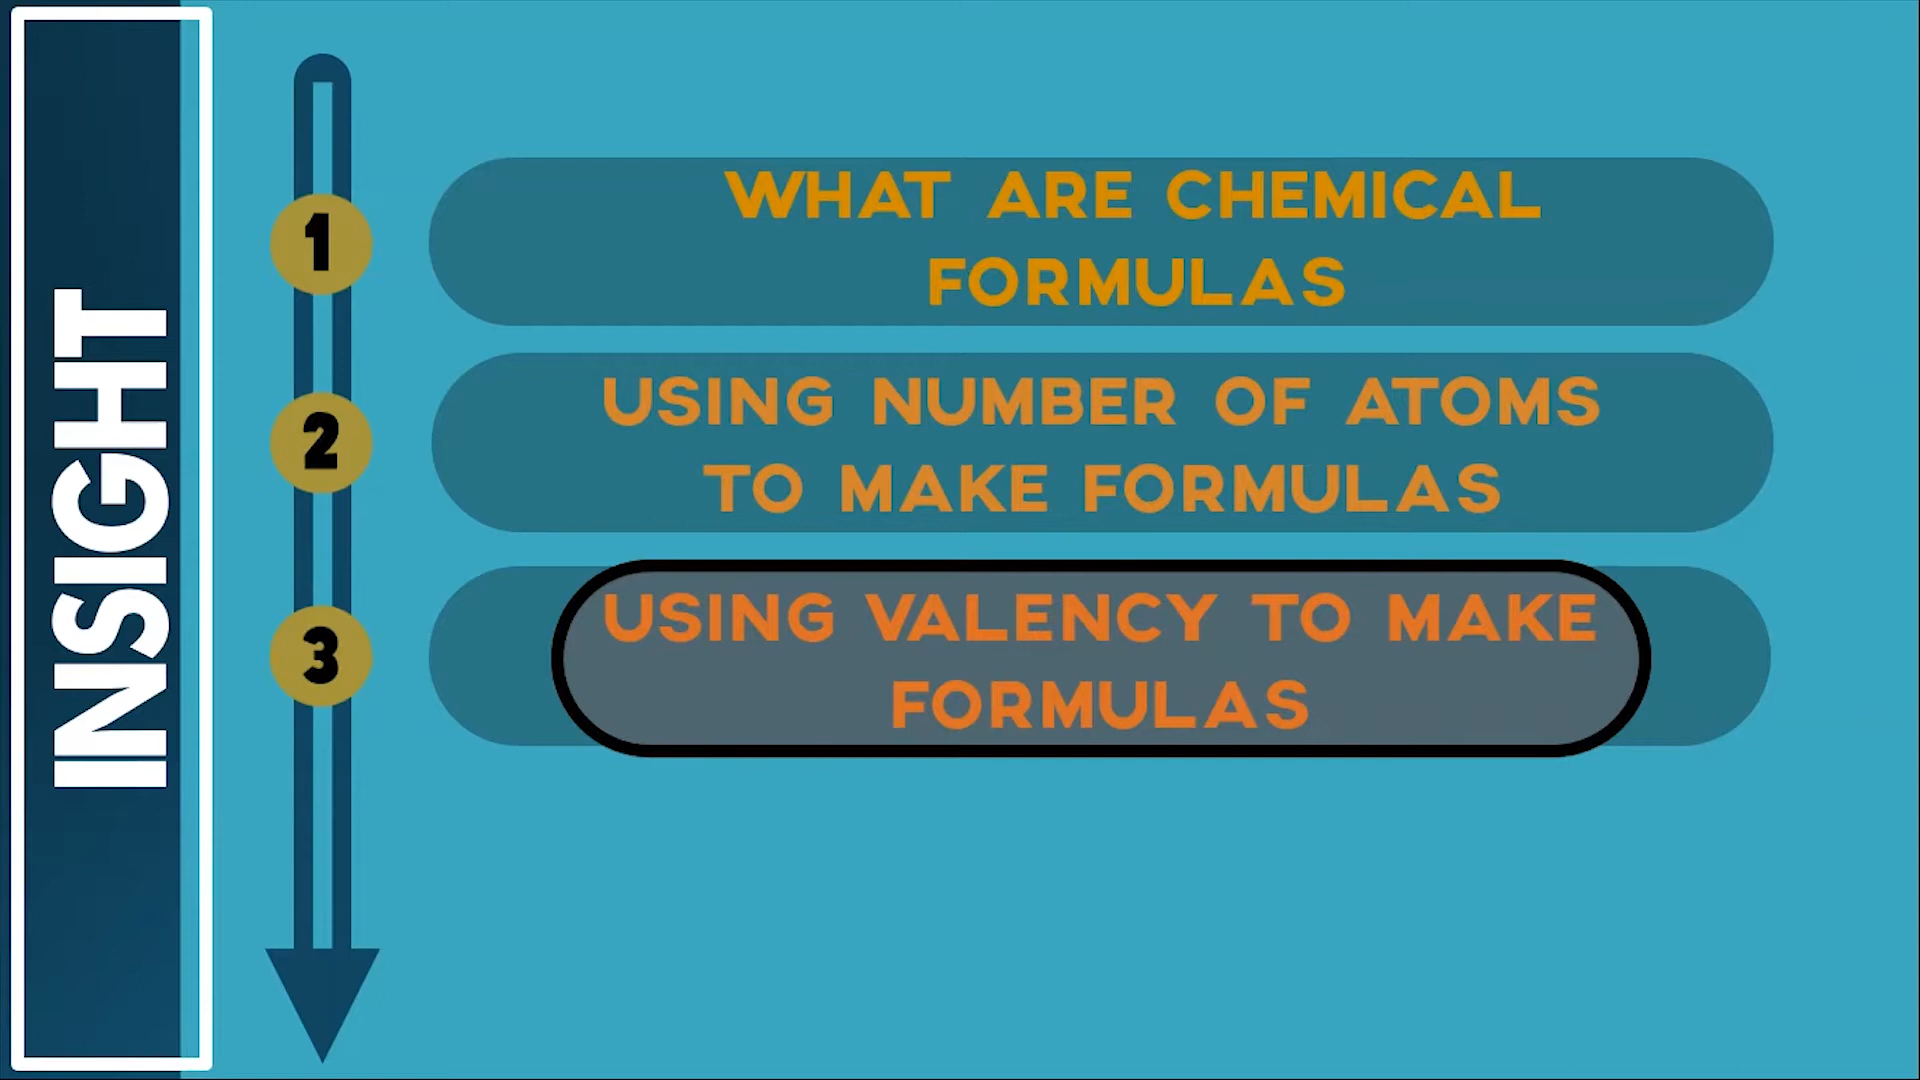 INSIGHT
1
WHAT ARE CHEMICAL
FORMULAS
2
USING NUMBER OF ATOMS
TO MAKE FORMULAS
3
USING VALENCY TO MAKE
FORMULAS